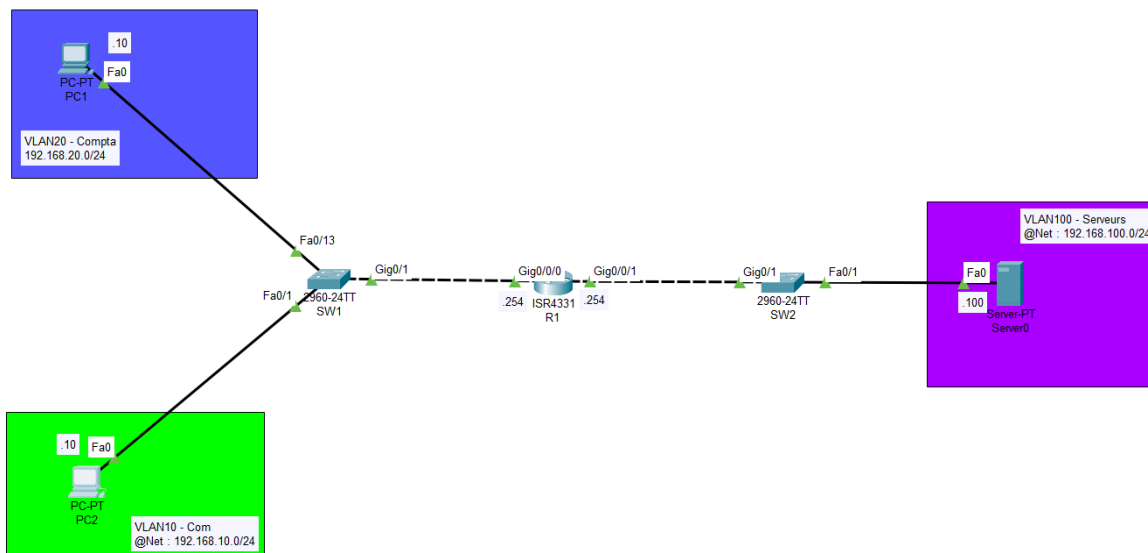 .10
Fa0
PC-PT
PC1
VLAN20 - Compta
192.168.20.0/24
Fa0/13
Fa0/1
2960-24TT
SW1
Gig0/1
Gig0/0/0
.254
ISR4331
R1
Gig0/0/1
.254
Gig0/1
2960-24TT
SW2
Fa0/1
VLAN100 - Serveurs
@Net : 192.168.100.0/24
Fa0
.100
Server-PT
Server0
.10
Fa0
PC-PT
PC2
VLAN10 - Com
@Net : 192.168.10.0/24